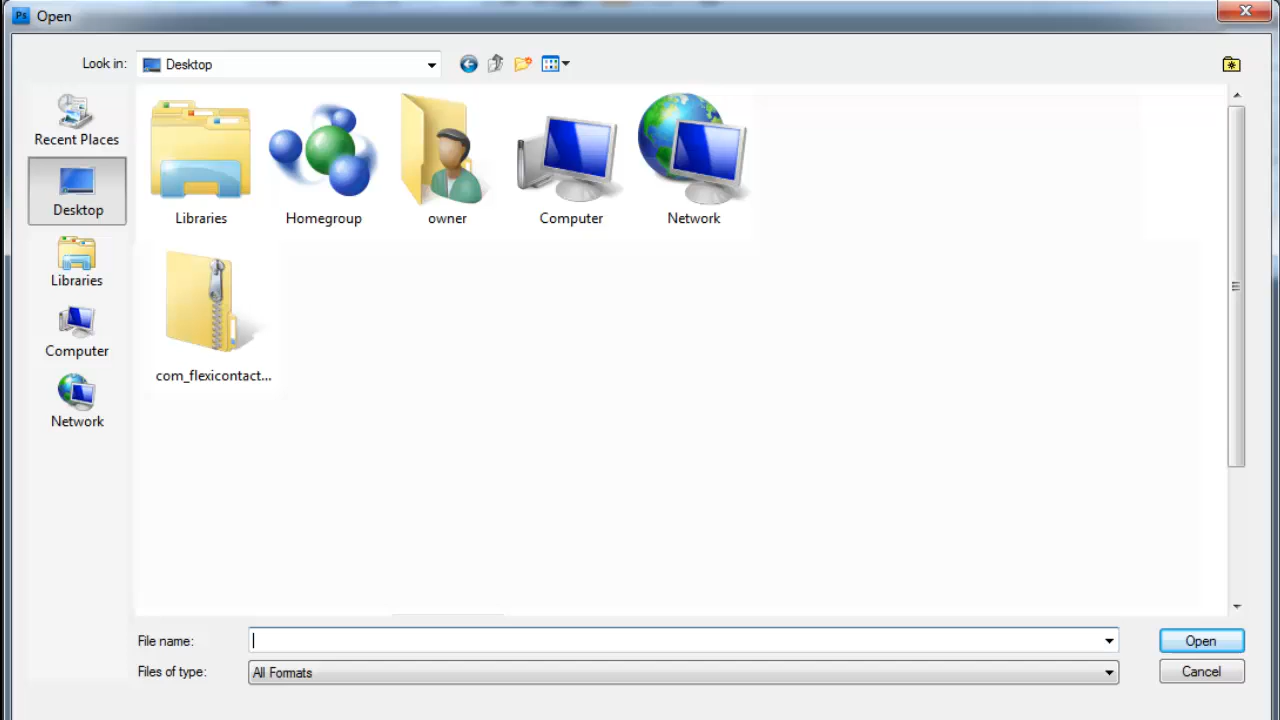 Ps Open
Look in: Desktop
Recent Places
Desktop
Libraries
Computer
Network
Libraries Homegroup owner Computer Network
com_flexicontact...
File name: Open
Files of type: All Formats Cancel